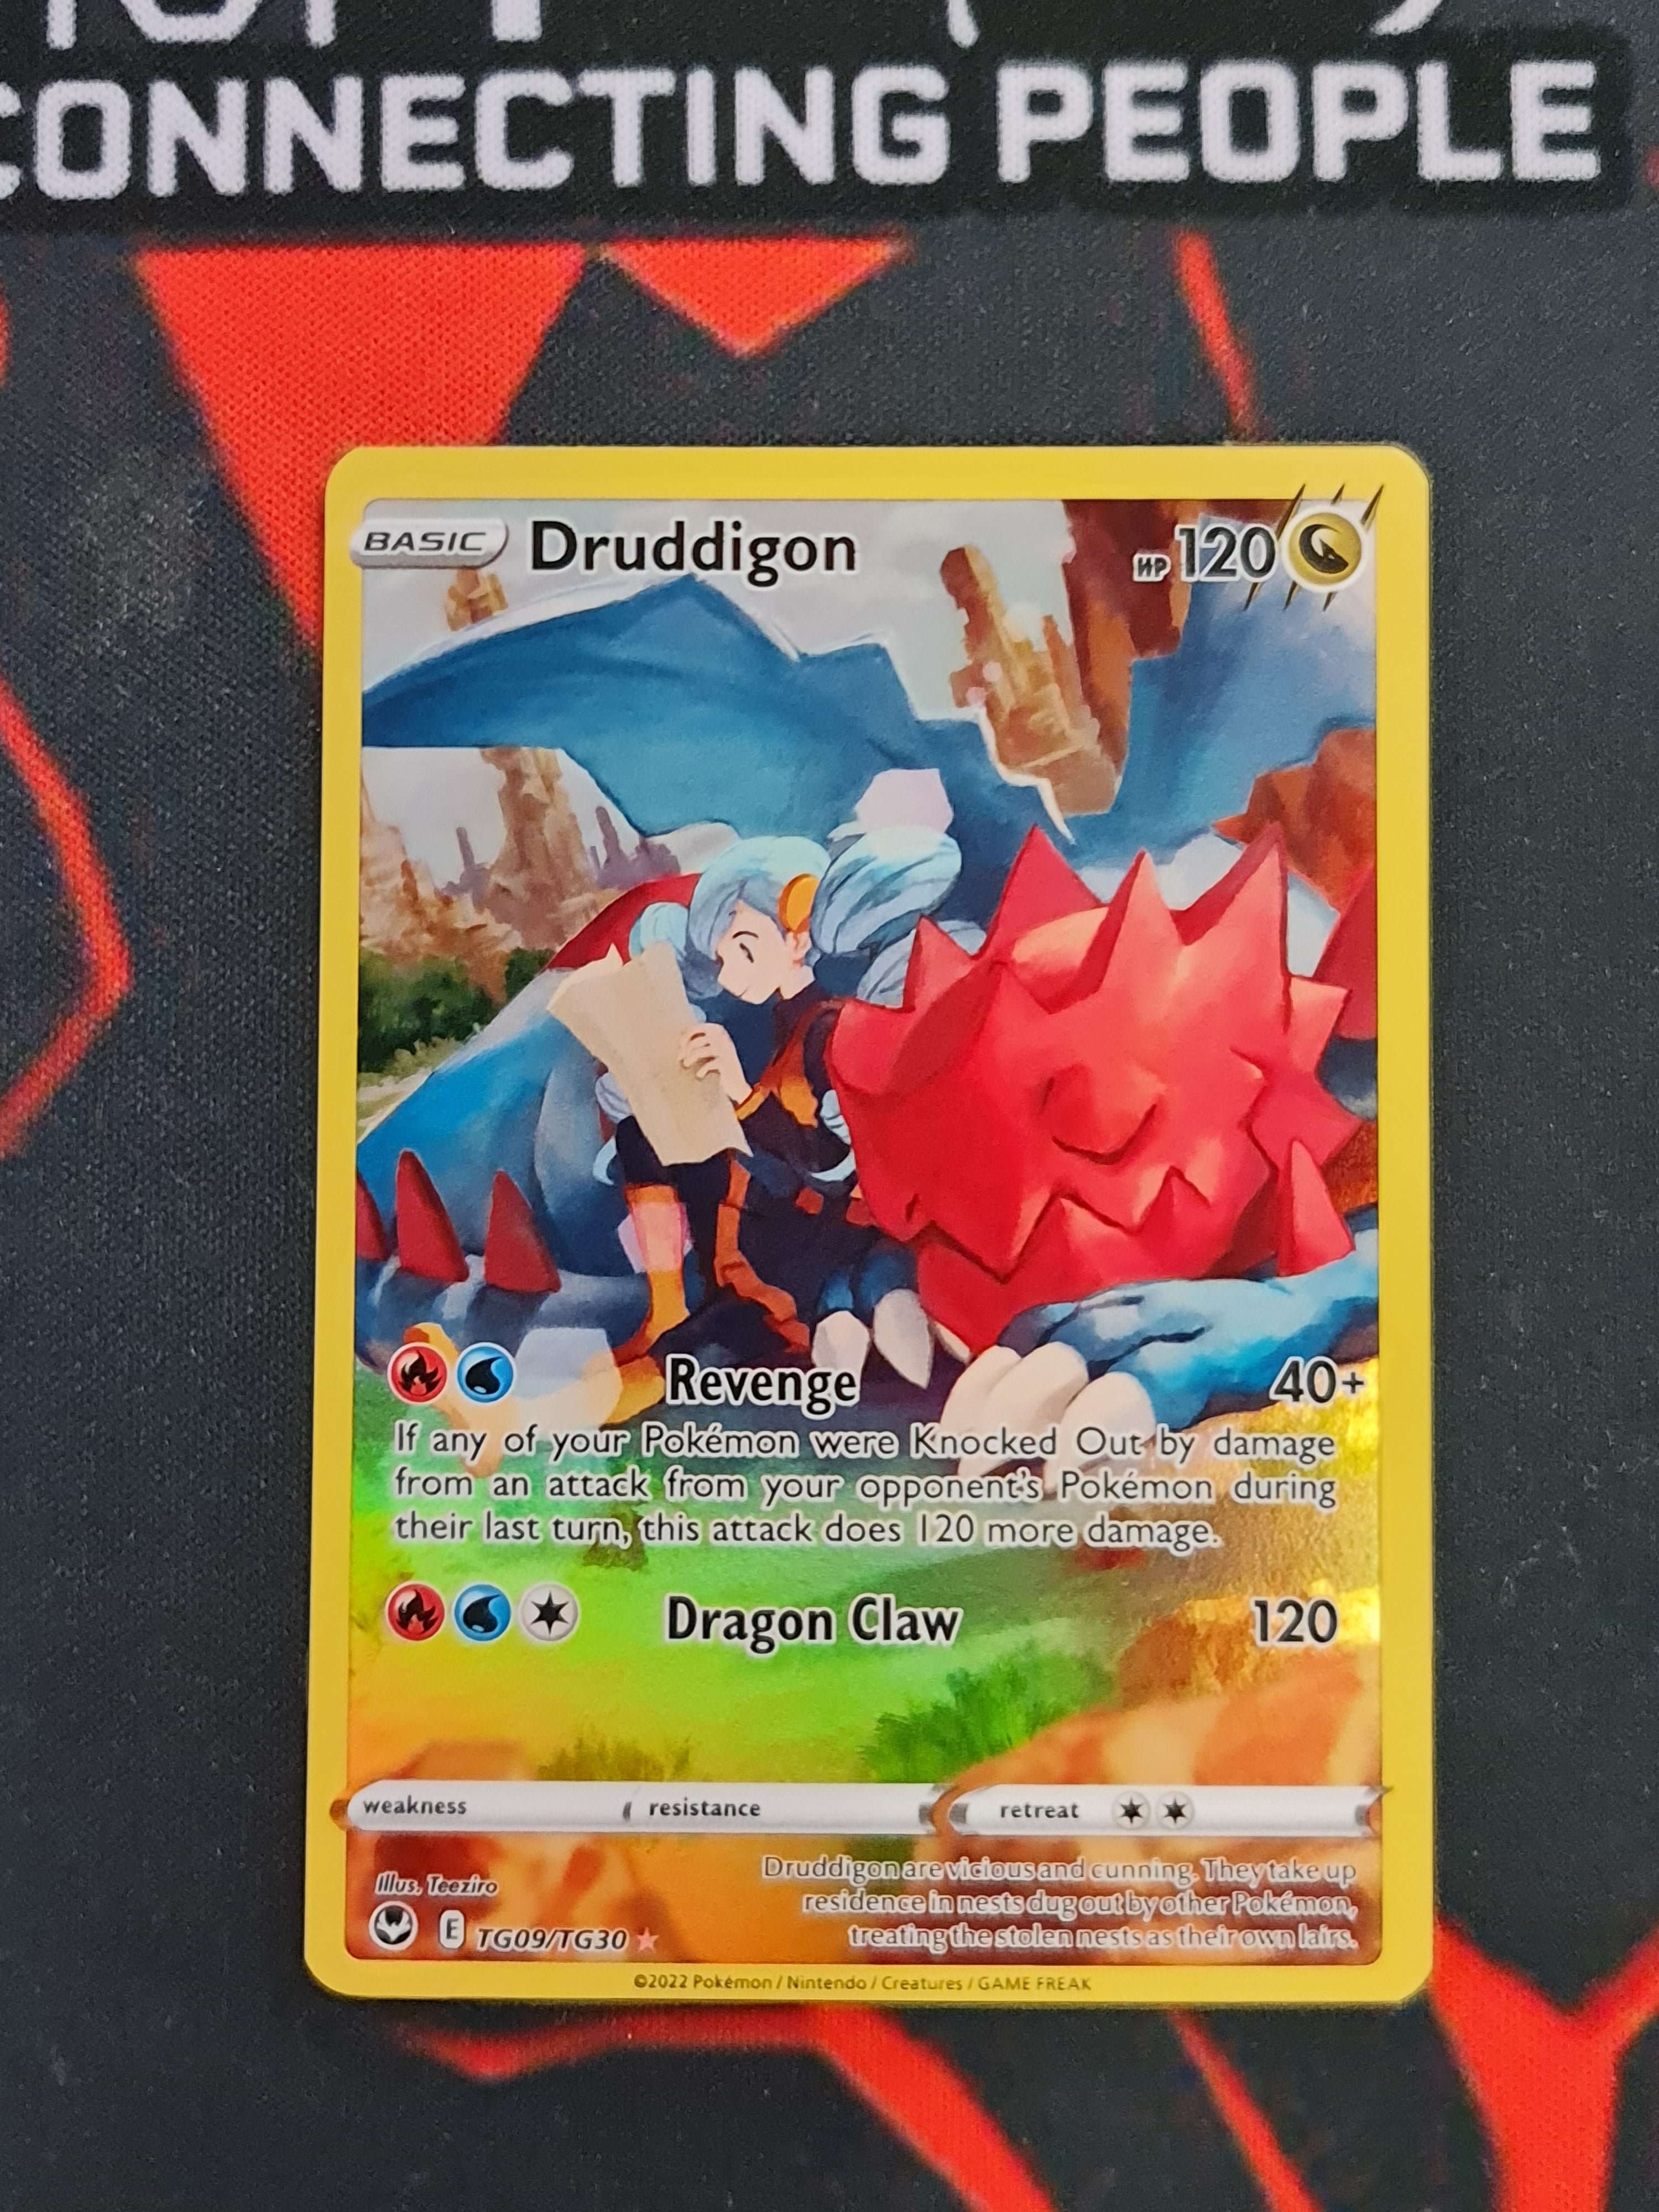 CONNECTING PEOPLE
BASIC Druddigon HP 120
Revenge 40+
If any of your Pokémon were Knocked Out by damage
from an attack from your opponent's Pokémon during
their last turn, this attack does 120 more damage.
Dragon Claw 120
weakness resistance retreat
Illus. Teeziro
Druddigon are vicious and cunning. They take up
residence in nests dug out by other Pokémon,
treating the stolen nests as their own lairs.
E TG09/TG30
©2022 Pokémon / Nintendo / Creatures / GAME FREAK